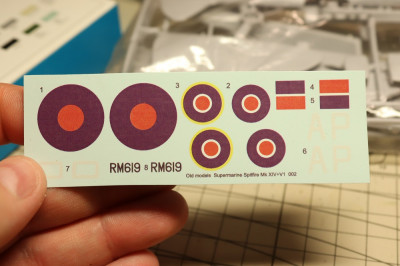 1
3
2
4
5
AP
AP
6
7
D D
RM619 8 RM619
Old models Supermarine Spitfire Mk.XIV+V1 002